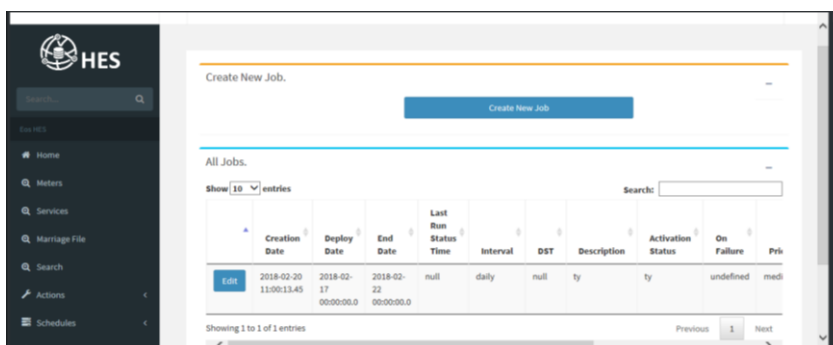 HES
Search...
Home
Meters
Services
Marriage File
Search
Actions
Schedules
Create New Job.
Create New Job
All Jobs.
Show 10 entries
Search:
Creation Date
Deploy Date
End Date
Last Run Status Time
Interval
DST
Description
Activation Status
On Failure
Pri
Edit
2018-02-20 11:00:13.45
2018-02-17 00:00:00.0
2018-02-22 00:00:00.0
null
daily
null
ty
ty
undefined
medi
Showing 1 to 1 of 1 entries
Previous 1 Next